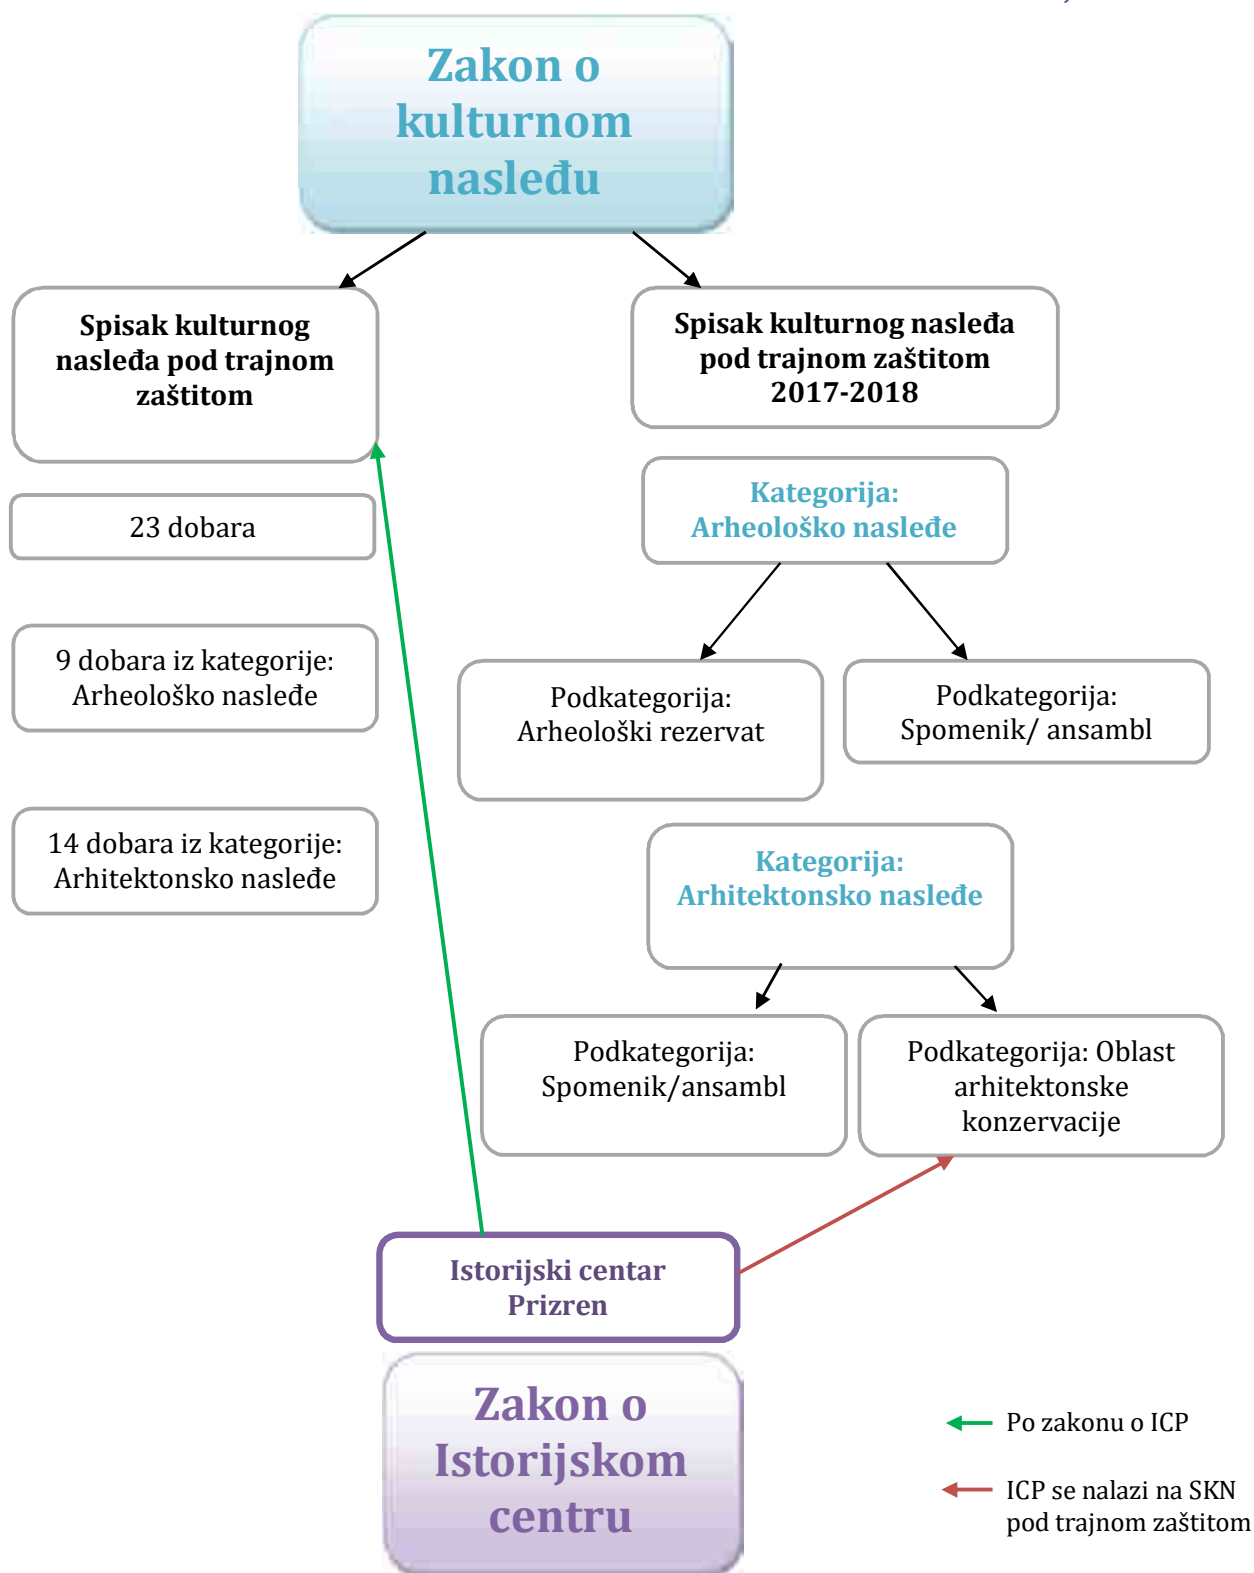 Zakon o
kulturnom
nasleđu
Spisak kulturnog
nasleđa pod trajnom
zaštitom
23 dobara
9 dobara iz kategorije:
Arheološko nasleđe
14 dobara iz kategorije:
Arhitektonsko nasleđe
Spisak kulturnog nasleđa
pod trajnom zaštitom
2017-2018
Kategorija:
Arheološko nasleđe
Podkategorija:
Arheološki rezervat
Podkategorija:
Spomenik/ ansambl
Kategorija:
Arhitektonsko nasleđe
Podkategorija:
Spomenik/ansambl
Podkategorija: Oblast
arhitektonske
konzervacije
Istorijski centar
Prizren
Zakon o
Istorijskom
centru
Po zakonu o ICP
ICP se nalazi na SKN
pod trajnom zaštitom